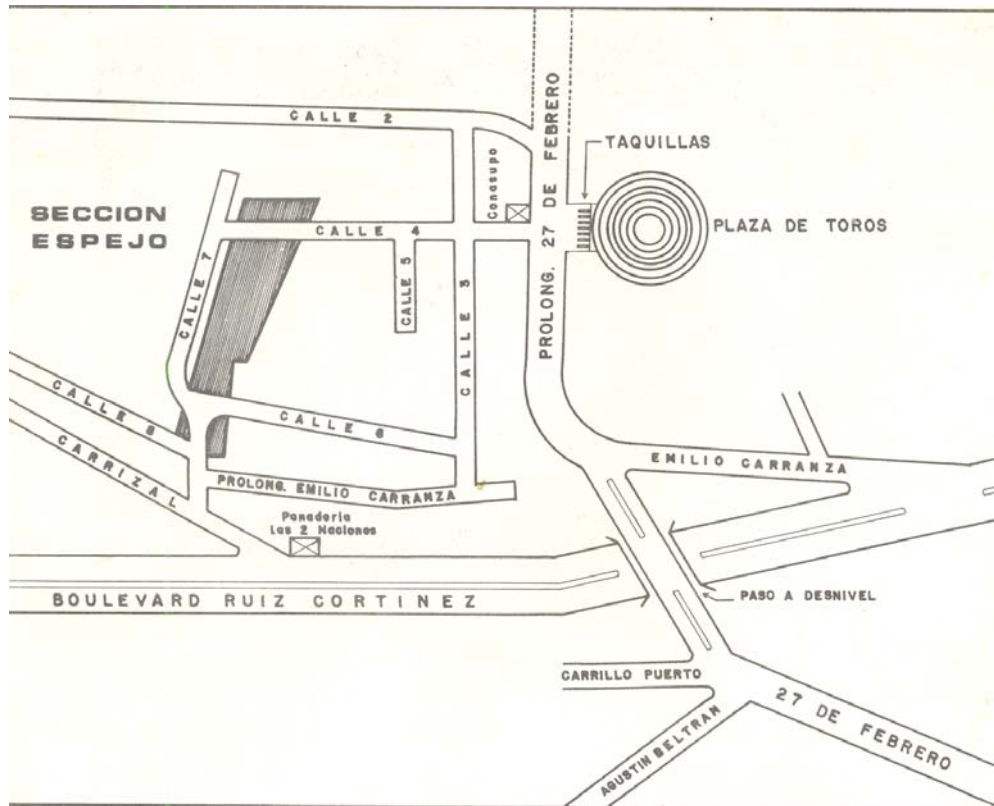 CALLE 2
PROLONG. 27 DE FEBRERO
TAQUILLAS
Conasupo
SECCION
ESPEJO
CALLE 4
PLAZA DE TOROS
CALLE 7
CALLE 5
CALLE 3
CALLE 8
CALLE 6
CARRIZAL
EMILIO CARRANZA
PROLONG. EMILIO CARRANZA
Panaderia
Las 2 Naciones
BOULEVARD RUIZ CORTINEZ
PASO A DESNIVEL
CARRILLO PUERTO
27 DE FEBRERO
AGUSTIN BELTRAN